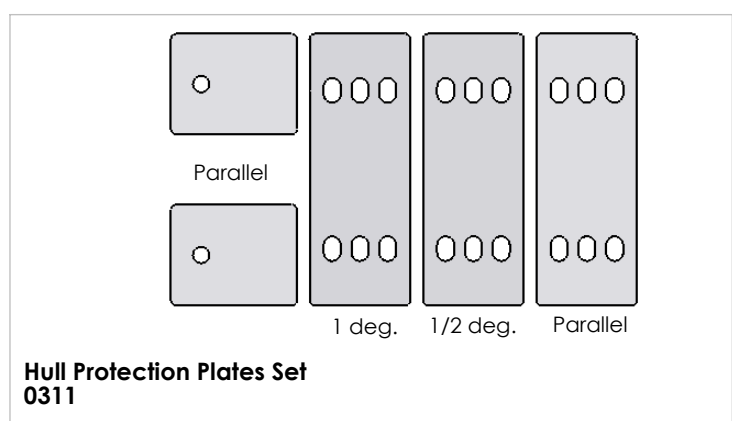 Parallel
1 deg.
1/2 deg.
Parallel
Hull Protection Plates Set
0311